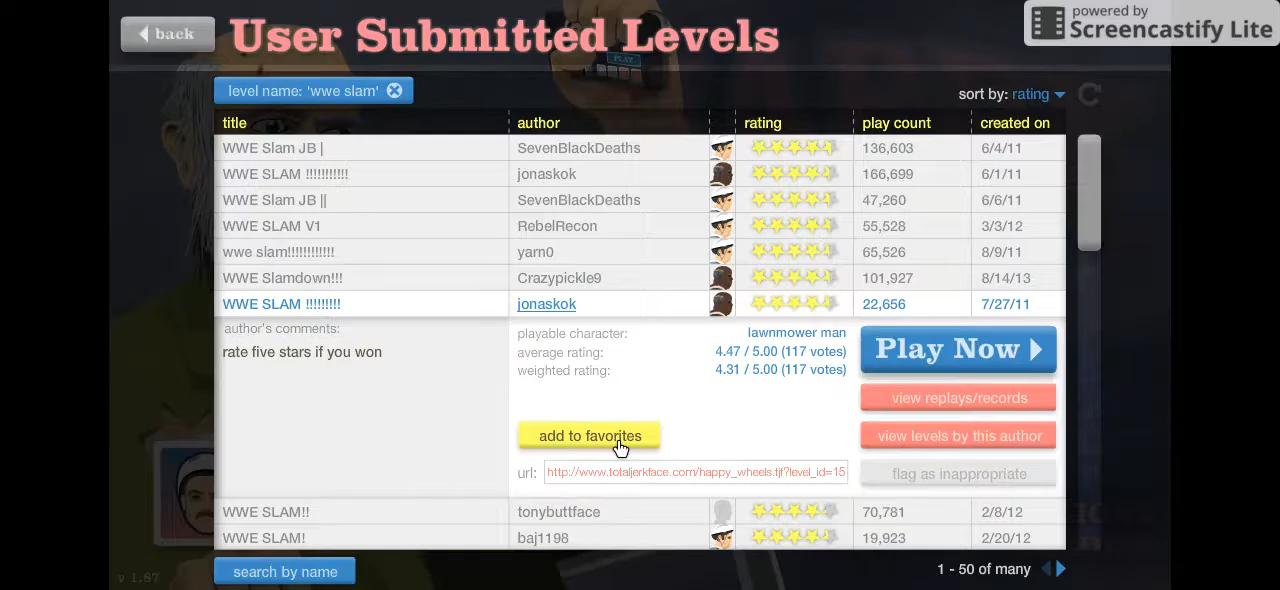 back
User Submitted Levels
powered by
Screencastify Lite
level name: 'wwe slam'
sort by: rating
title author rating play count created on
WWE Slam JB | SevenBlackDeaths 136,603 6/4/11
WWE SLAM !!!!!!!!!!! jonaskok 166,699 6/1/11
WWE Slam JB || SevenBlackDeaths 47,260 6/6/11
WWE SLAM V1 RebelRecon 55,528 3/3/12
wwe slam!!!!!!!!!!!! yarn0 65,526 8/9/11
WWE Slamdown!!! Crazypickle9 101,927 8/14/13
WWE SLAM !!!!!!!!! jonaskok 22,656 7/27/11
author's comments:
rate five stars if you won
playable character: lawnmower man
average rating: 4.47 / 5.00 (117 votes)
weighted rating: 4.31 / 5.00 (117 votes)
Play Now
view replays/records
add to favorites
view levels by this author
url: http://www.totaljerkface.com/happy_wheels.tjf?level_id=15
flag as inappropriate
WWE SLAM!! tonybuttface 70,781 2/8/12
WWE SLAM! baj1198 19,923 2/20/12
search by name
1 - 50 of many
v 1.87